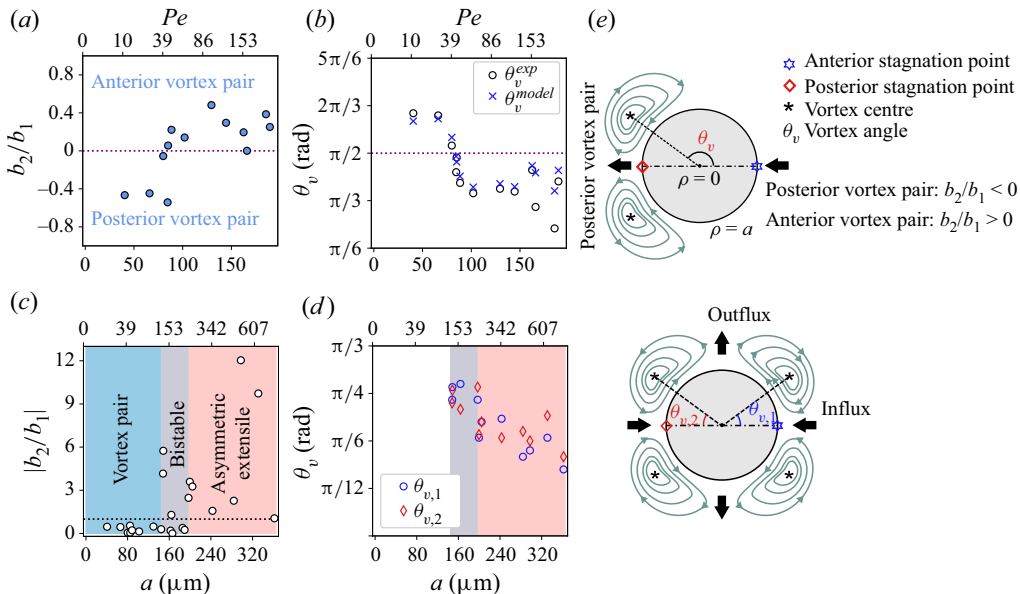 (a)
Pe
0 10 39 86 153
b₂/b₁
0.8
0.4
0
−0.4
−0.8
Anterior vortex pair
Posterior vortex pair
0 50 100 150
(b)
Pe
0 10 39 86 153
θᵥ (rad)
5π/6
2π/3
π/2
π/3
π/6
θᵥᵉˣᵖ
θᵥᵐᵒᵈᵉˡ
0 50 100 150
(e)
Anterior stagnation point
Posterior stagnation point
Vortex centre
θᵥ Vortex angle
Posterior vortex pair
θᵥ
ρ = 0
ρ = a
Posterior vortex pair: b₂/b₁ < 0
Anterior vortex pair: b₂/b₁ > 0
(c)
0 39 153 342 607
|b₂/b₁|
12
9
6
3
0
Vortex pair
Bistable
Asymmetric extensile
0 80 160 240 320
a (μm)
(d)
0 39 153 342 607
θᵥ (rad)
π/3
π/4
π/6
π/12
0
θᵥ,₁
θᵥ,₂
0 80 160 240 320
a (μm)
Outflux
Influx
θᵥ,₂
θᵥ,₁